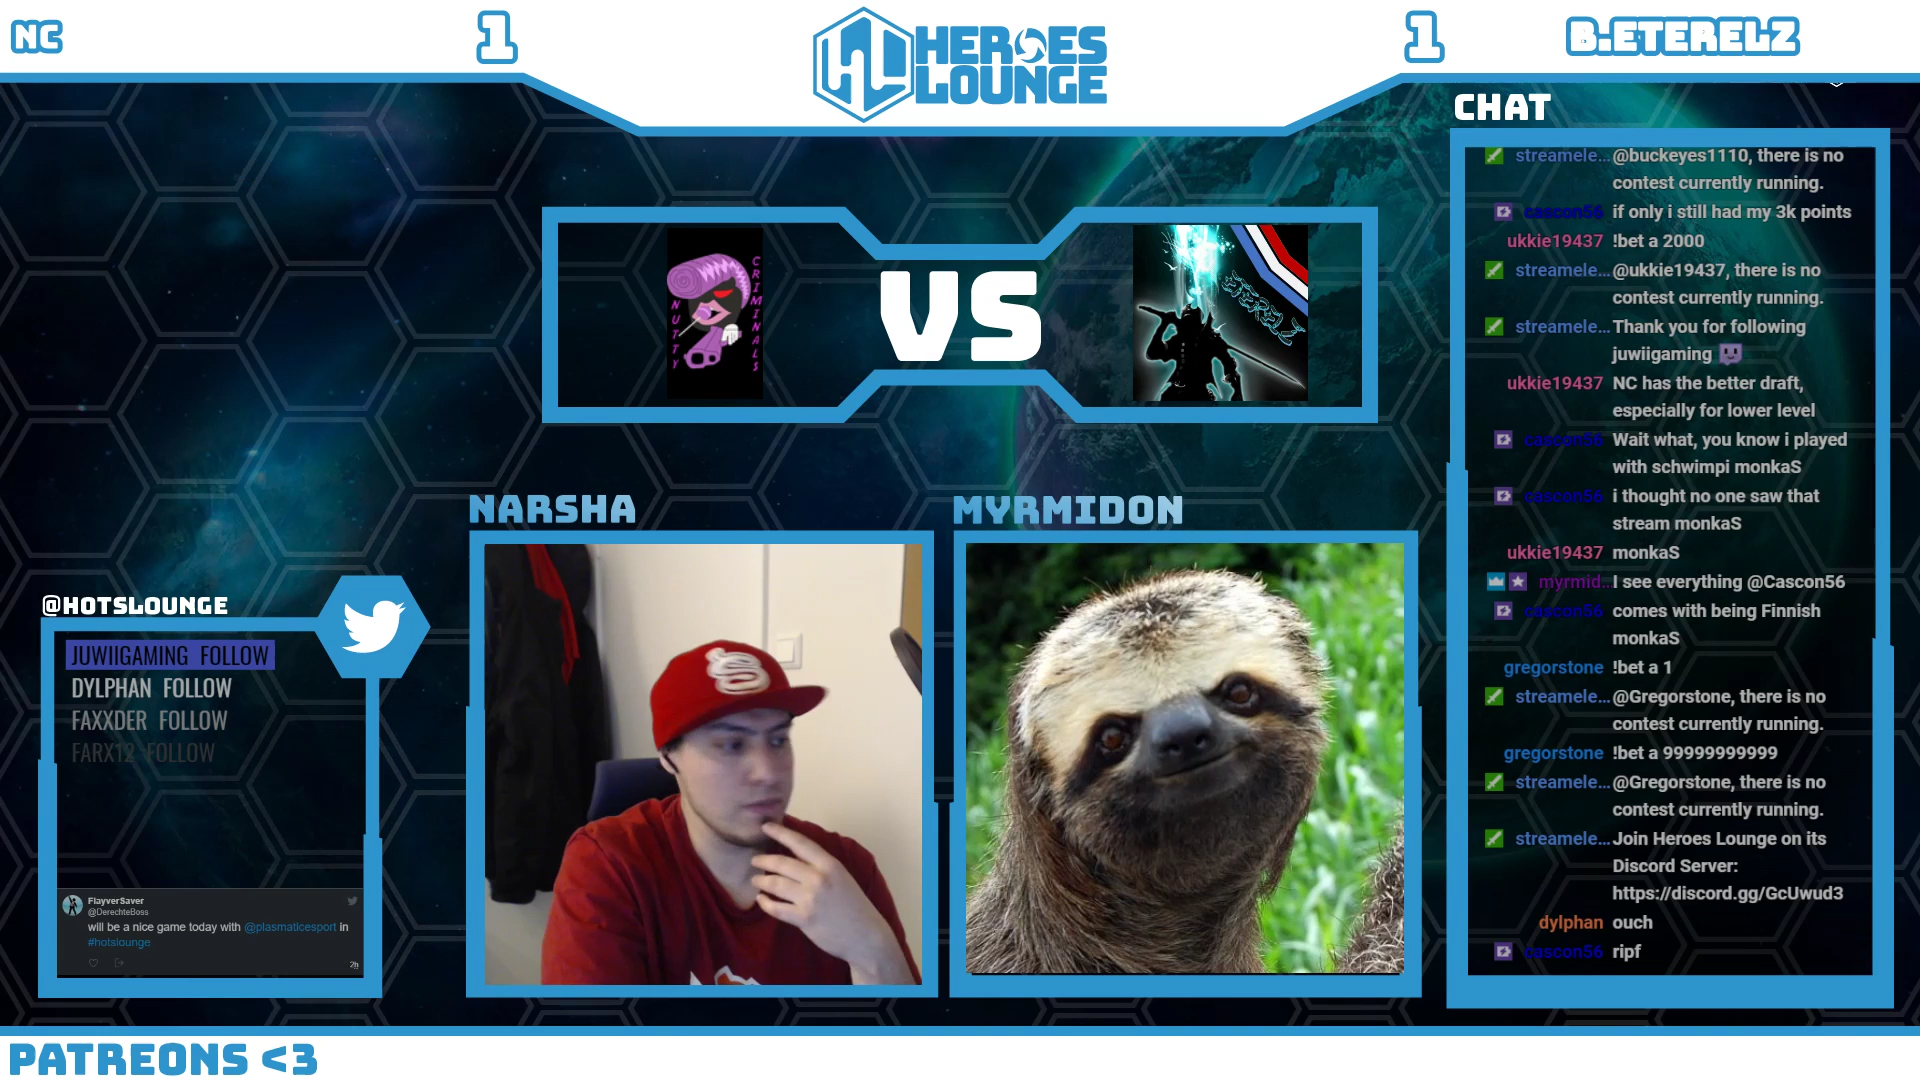 NC
1
HEROES
LOUNGE
1
B.ETERELZ
CHAT
NUTTY
CRIMINALS
VS
streamele... @buckeyes1110, there is no
contest currently running.
cascon56 if only i still had my 3k points
ukkie19437 !bet a 2000
streamele... @ukkie19437, there is no
contest currently running.
streamele... Thank you for following
juwiigaming
ukkie19437 NC has the better draft,
especially for lower level
cascon56 Wait what, you know i played
with schwimpi monkaS
cascon56 i thought no one saw that
stream monkaS
ukkie19437 monkaS
myrmid... I see everything @Cascon56
cascon56 comes with being Finnish
monkaS
gregorstone !bet a 1
streamele... @Gregorstone, there is no
contest currently running.
gregorstone !bet a 99999999999
streamele... @Gregorstone, there is no
contest currently running.
streamele... Join Heroes Lounge on its
Discord Server:
https://discord.gg/GcUwud3
dylphan ouch
cascon56 ripf
NARSHA
MYRMIDON
@HOTSLOUNGE
JUWIIGAMING FOLLOW
DYLPHAN FOLLOW
FAXXDER FOLLOW
FARX12 FOLLOW
FlayverSaver
@DerechteBoss
will be a nice game today with @plasmaticesport in
#hotslounge
2h
PATREONS <3